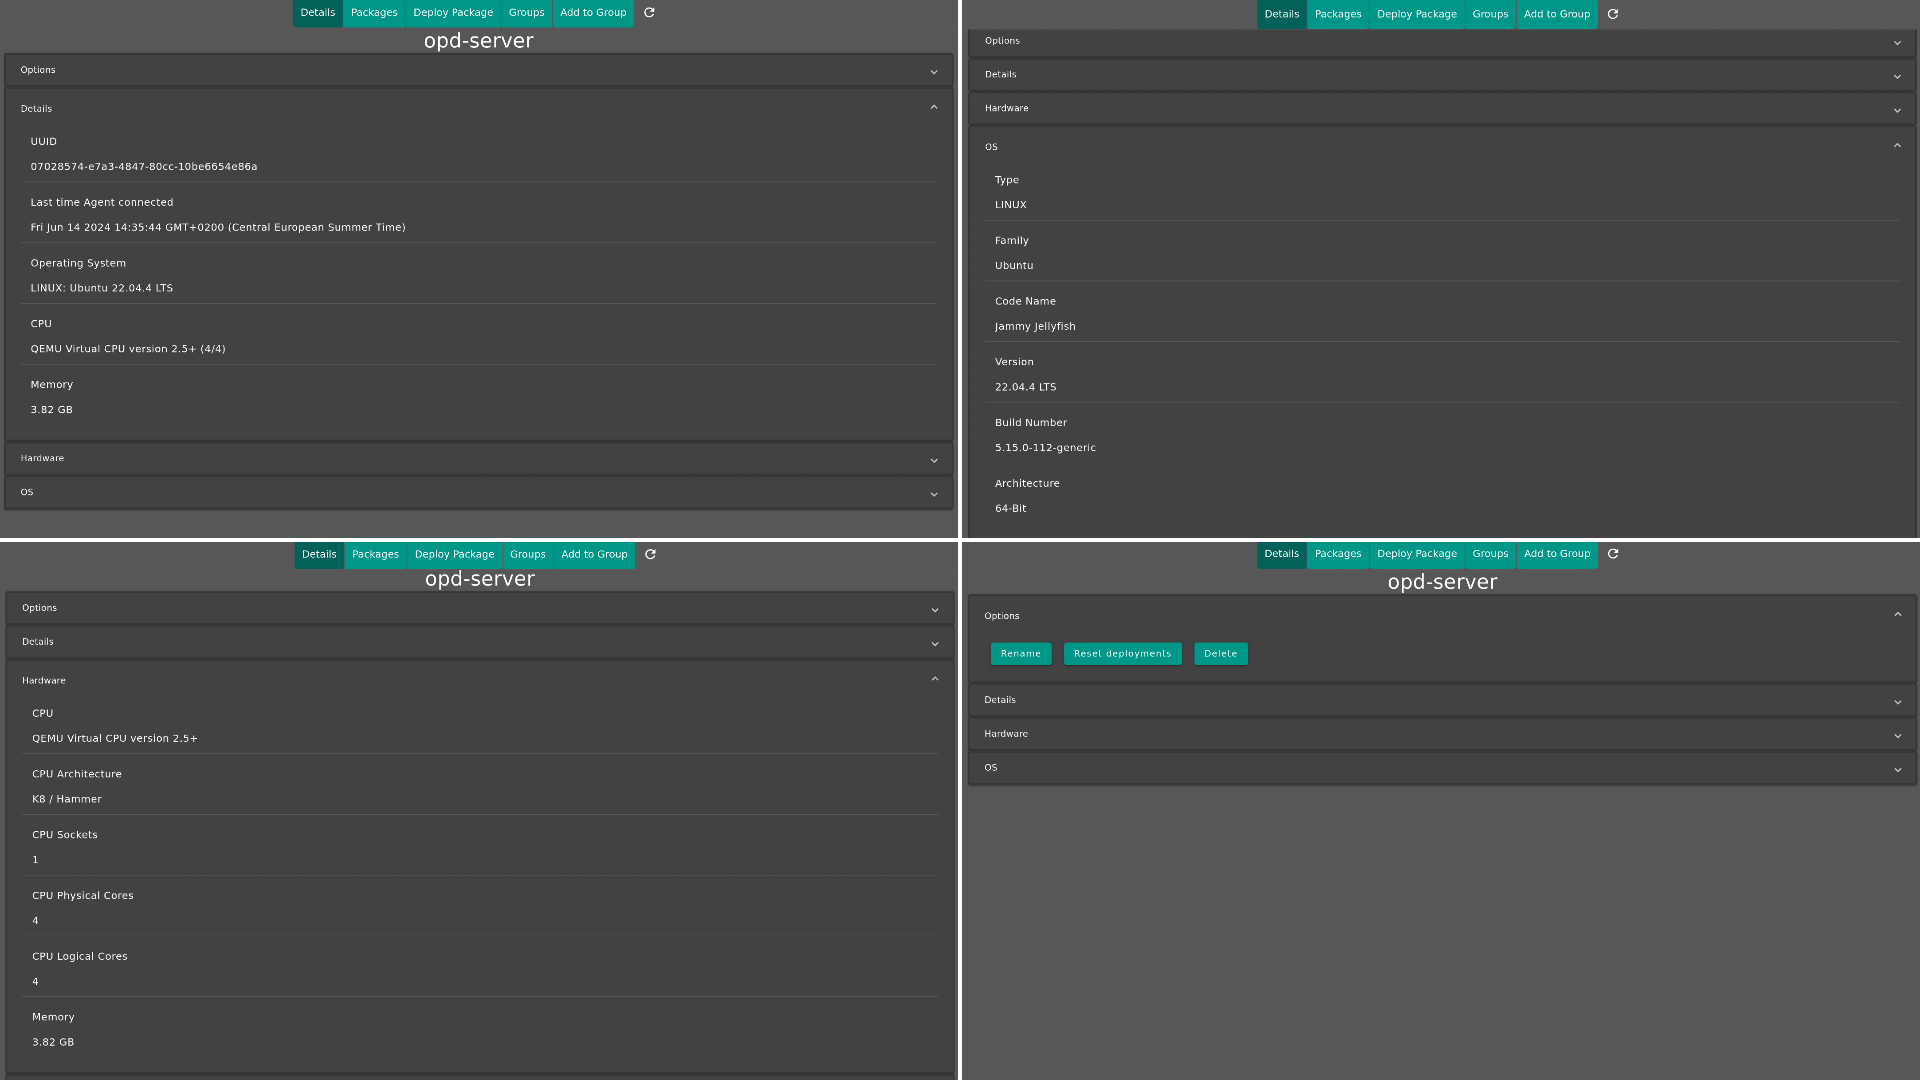 Details Packages Deploy Package Groups Add to Group
opd-server
Options
Details
UUID
07028574-e7a3-4847-80cc-10be6654e86a
Last time Agent connected
Fri Jun 14 2024 14:35:44 GMT+0200 (Central European Summer Time)
Operating System
LINUX: Ubuntu 22.04.4 LTS
CPU
QEMU Virtual CPU version 2.5+ (4/4)
Memory
3.82 GB
Hardware
OS
Details Packages Deploy Package Groups Add to Group
Options
Details
Hardware
OS
Type
LINUX
Family
Ubuntu
Code Name
Jammy Jellyfish
Version
22.04.4 LTS
Build Number
5.15.0-112-generic
Architecture
64-Bit
Details Packages Deploy Package Groups Add to Group
opd-server
Options
Details
Hardware
CPU
QEMU Virtual CPU version 2.5+
CPU Architecture
K8 / Hammer
CPU Sockets
1
CPU Physical Cores
4
CPU Logical Cores
4
Memory
3.82 GB
Details Packages Deploy Package Groups Add to Group
opd-server
Options
Rename Reset deployments Delete
Details
Hardware
OS